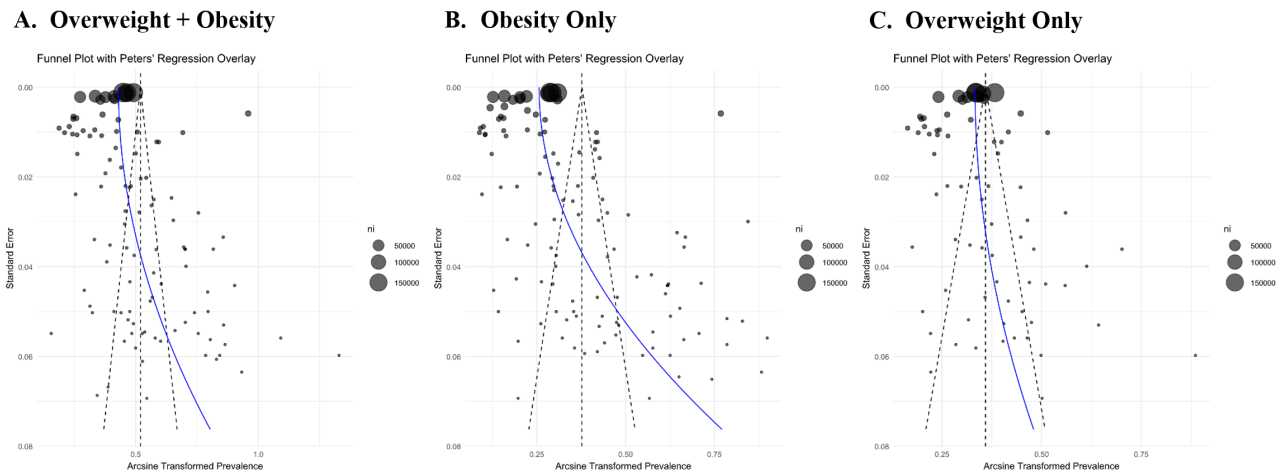 A. Overweight + Obesity
Funnel Plot with Peters' Regression Overlay
0.00
0.02
0.04
0.06
0.08
Standard Error
0.5
1.0
Arcsine Transformed Prevalence
ni
50000
100000
150000
B. Obesity Only
Funnel Plot with Peters' Regression Overlay
0.00
0.02
0.04
0.06
0.08
Standard Error
0.25
0.50
0.75
Arcsine Transformed Prevalence
ni
50000
100000
150000
C. Overweight Only
Funnel Plot with Peters' Regression Overlay
0.00
0.02
0.04
0.06
0.08
Standard Error
0.25
0.50
0.75
Arcsine Transformed Prevalence
ni
50000
100000
150000